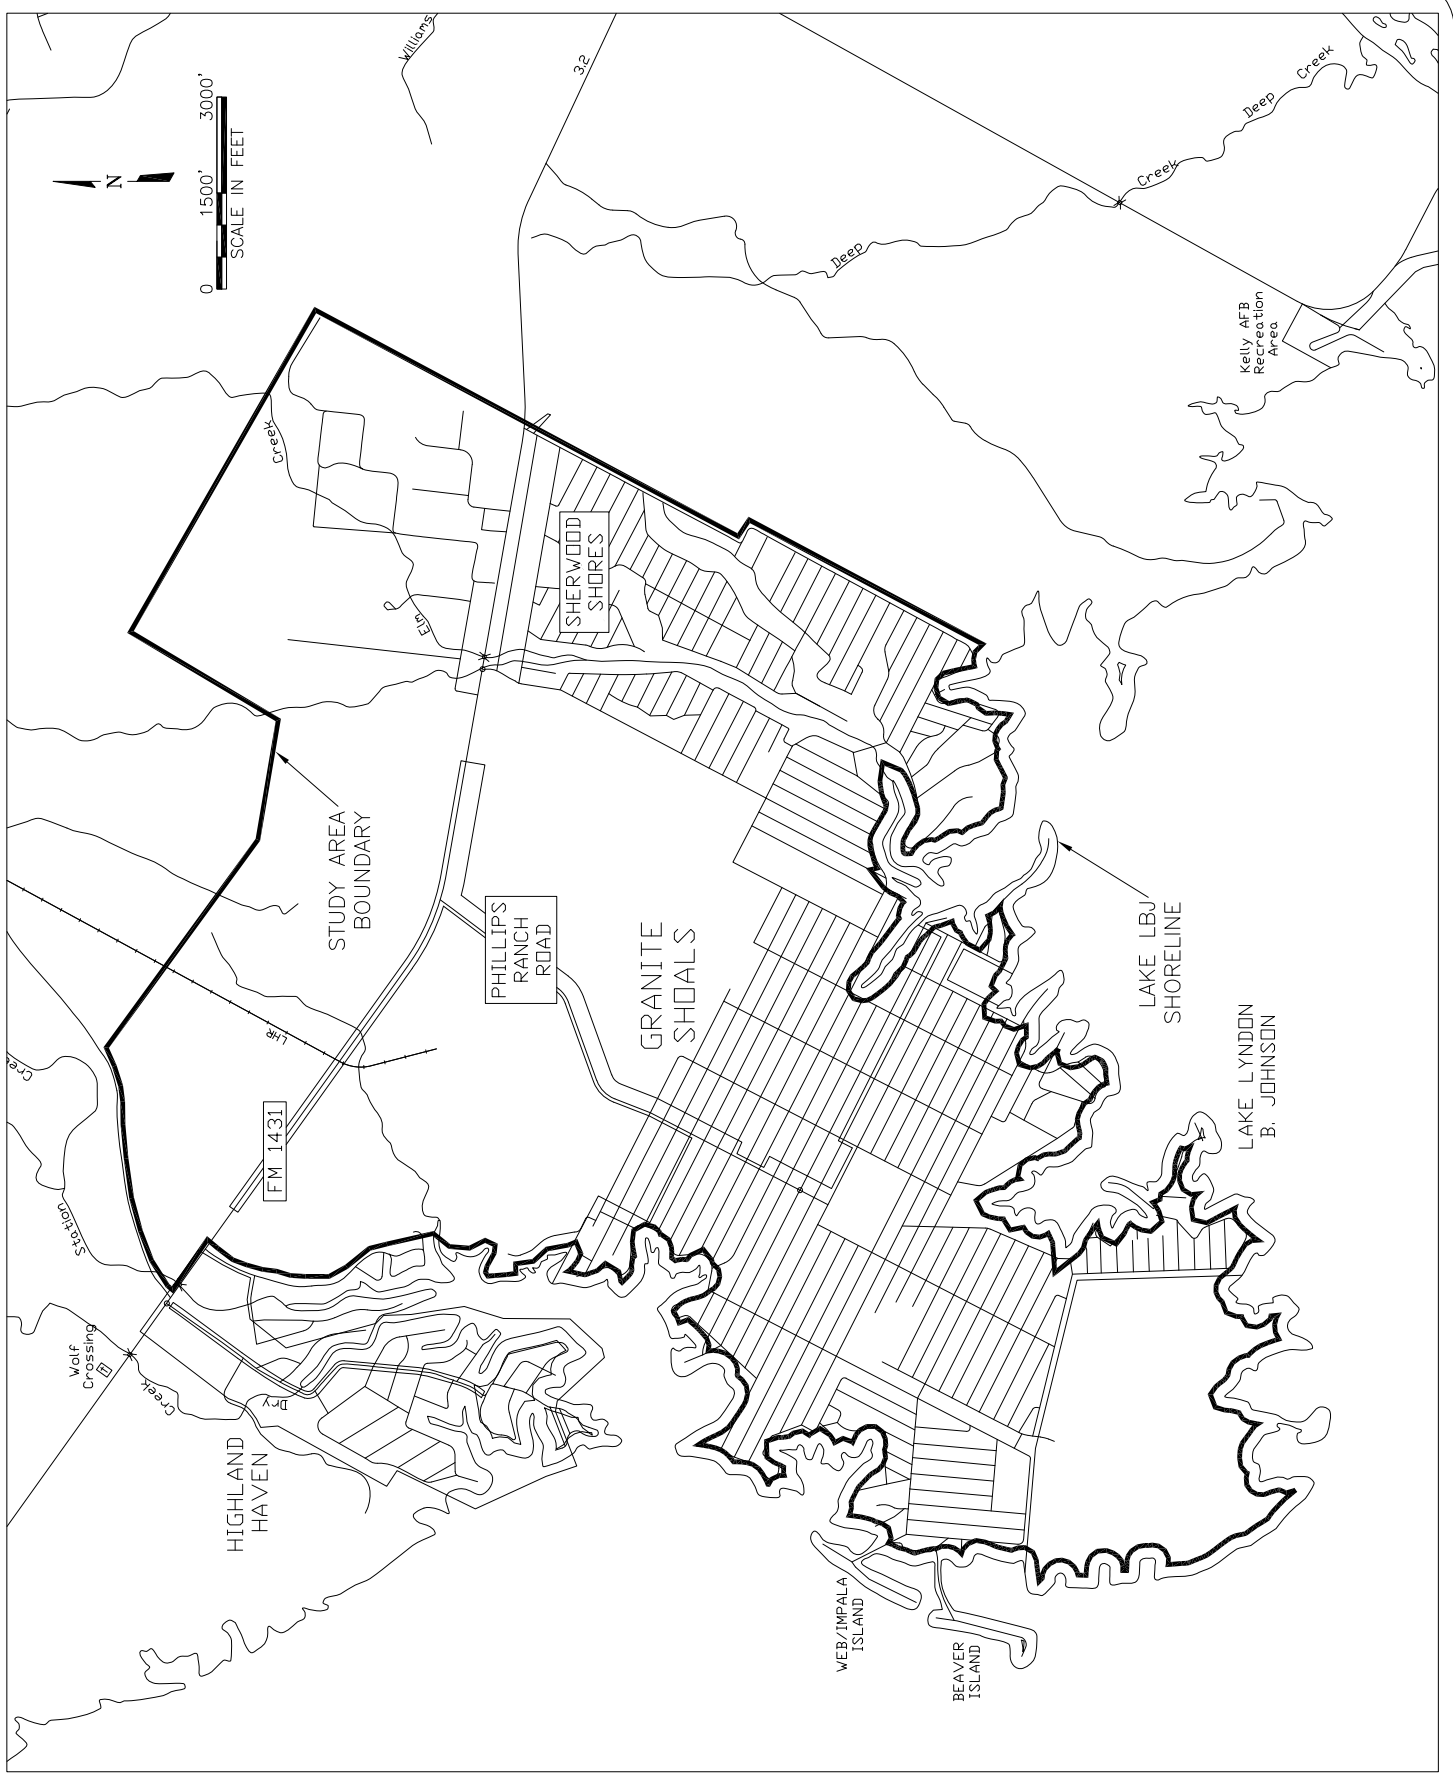 Williams
3.2
Creek
Deep
Creek
Deep
0
1500'
3000'
SCALE IN FEET
N
Kelly AFB
Recreation
Area
Creek
Elm
SHERWOOD
SHORES
STUDY AREA
BOUNDARY
PHILLIPS
RANCH
ROAD
GRANITE
SHOALS
LAKE LBJ
SHORELINE
LAKE LYNDON
B. JOHNSON
LHR
FM 1431
Station
Wolf
Crossing
Creek
Dry
HIGHLAND
HAVEN
WEB/IMPALA
ISLAND
BEAVER
ISLAND